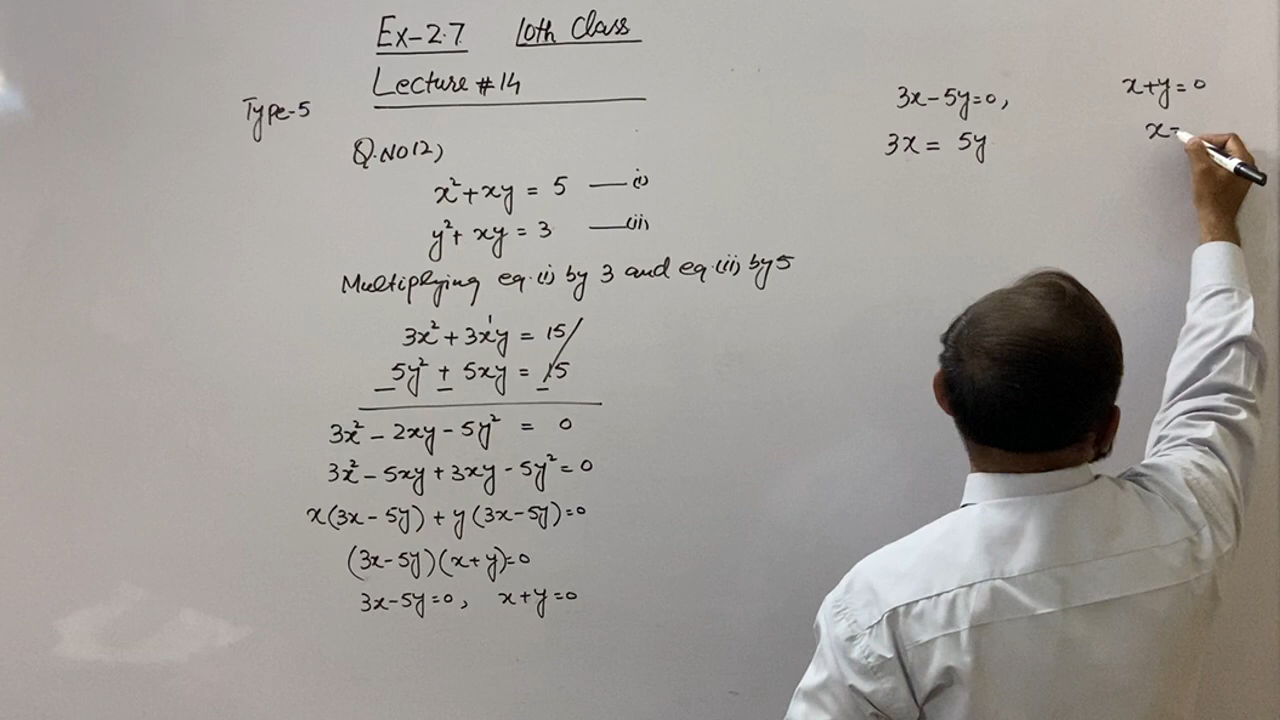 Ex-2.7 10th Class
Lecture #14
Type-5
Q.NO(2)
x²+xy = 5 —(i)
y²+ xy = 3 —(ii)
Multiplying eq.(i) by 3 and eq.(ii) by 5
3x² + 3xy = 15
5y² + 5xy = 15
3x² - 2xy - 5y² = 0
3x² - 5xy + 3xy - 5y² = 0
x(3x - 5y) + y(3x-5y)=0
(3x-5y)(x+y)=0
3x-5y=0, x+y=0
3x-5y=0,
3x = 5y
x+y=0
x=